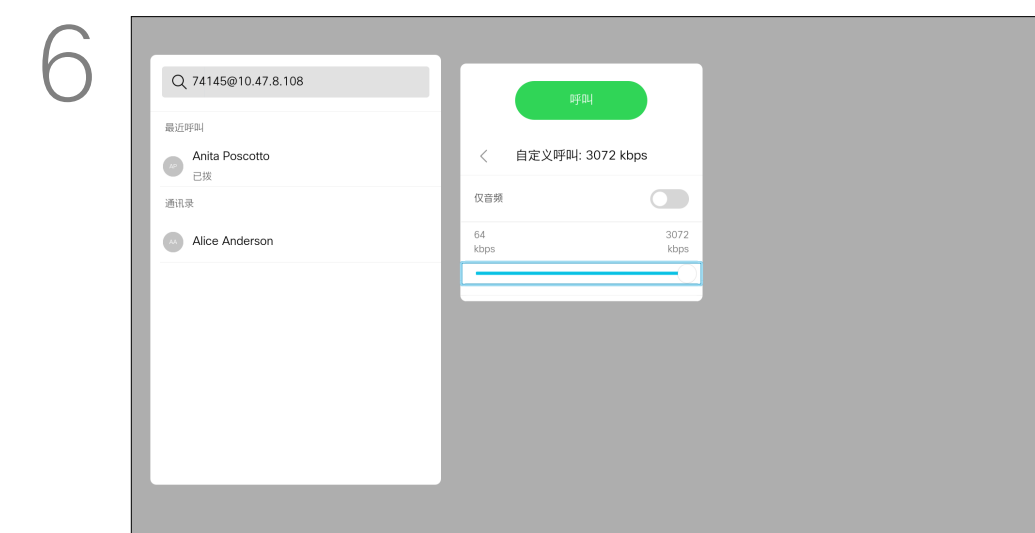 6
74145@10.47.8.108
最近呼叫
AP
Anita Poscotto
已拨
通讯录
AA
Alice Anderson
呼叫
自定义呼叫: 3072 kbps
仅音频
64
kbps
3072
kbps